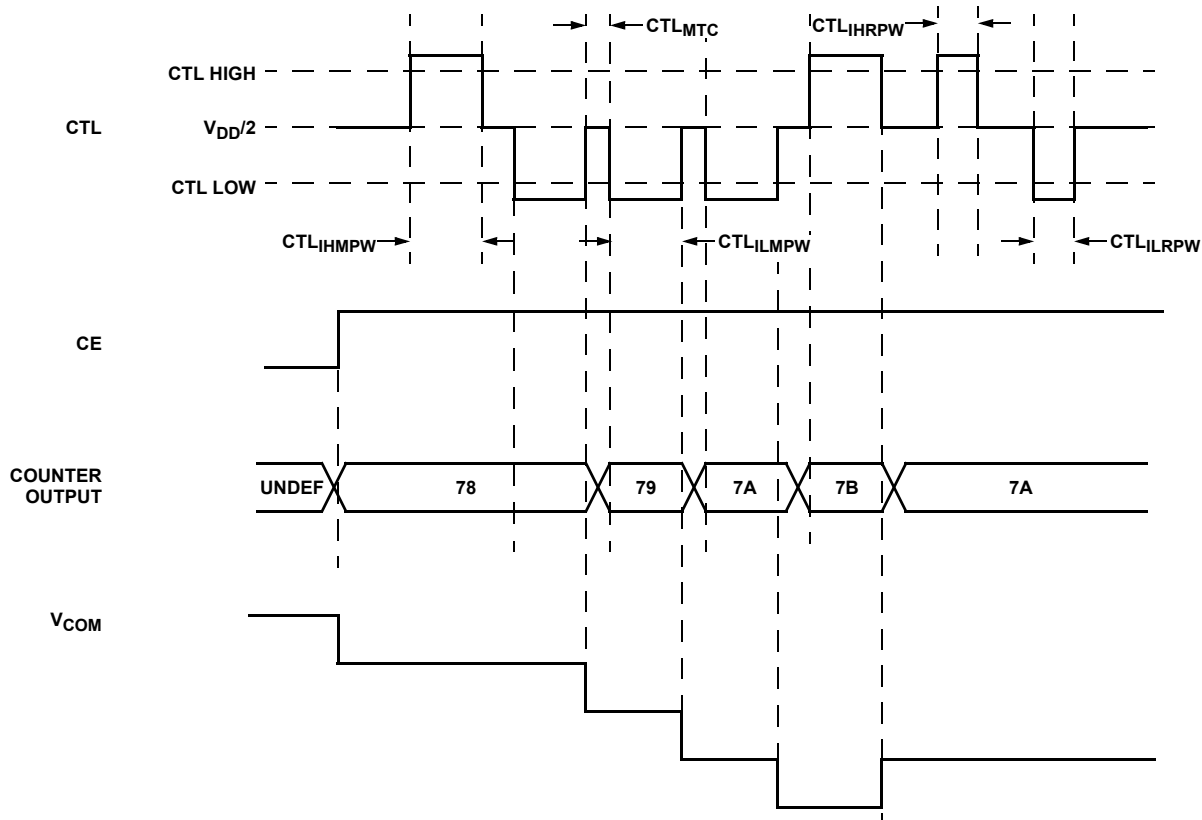 CTL_MTC
CTL_IHRPW
CTL HIGH
CTL
V_DD/2
CTL LOW
CTL_IHMPW
CTL_ILMPW
CTL_ILRPW
CE
COUNTER
OUTPUT
UNDEF
78
79
7A
7B
7A
V_COM